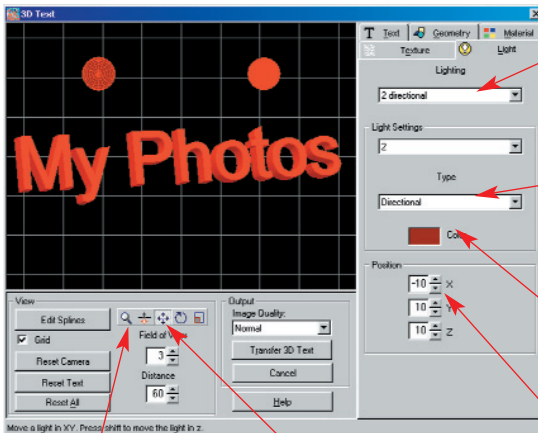 3D Text
Text Geometry Material
Texture Light
Lighting
2 directional
Light Settings
2
Type
Directional
Color
Position
-10 X
10 Y
10 Z
My Photos
View
Edit Splines
Grid
Reset Camera
Reset Text
Reset All
Field of View
3
Distance
60
Output
Image Quality:
Normal
Transfer 3D Text
Cancel
Help
Move a light in XY. Press shift to move the light in z.